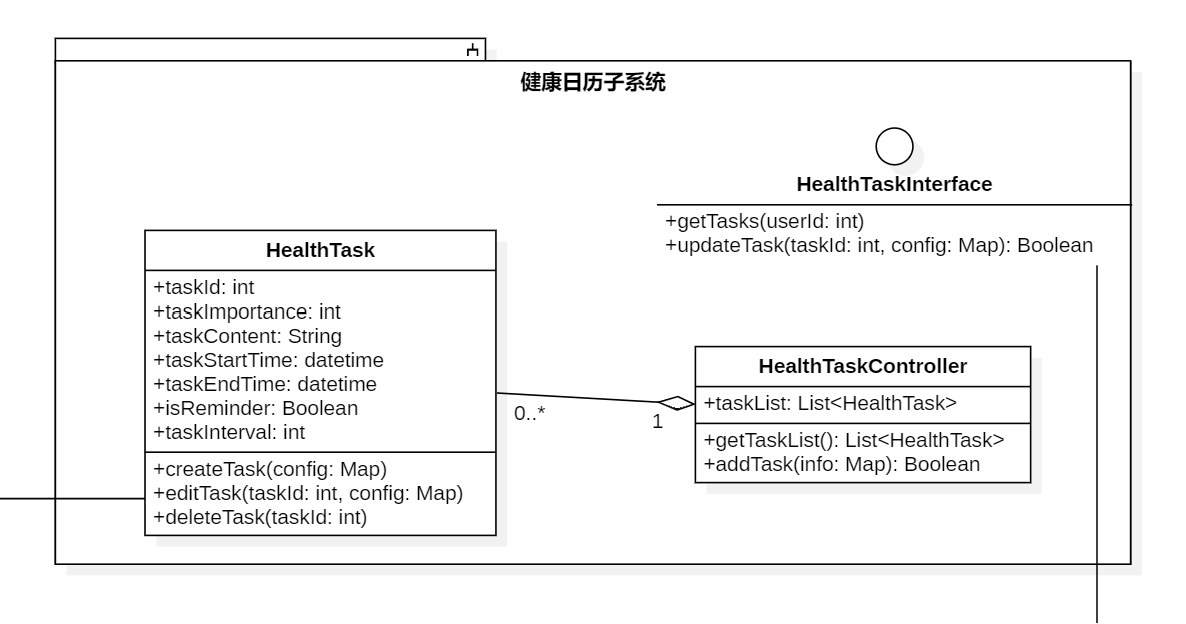 健康日历子系统
HealthTaskInterface
+getTasks(userId: int)
+updateTask(taskId: int, config: Map): Boolean
HealthTask
+taskId: int
+taskImportance: int
+taskContent: String
+taskStartTime: datetime
+taskEndTime: datetime
+isReminder: Boolean
+taskInterval: int
+createTask(config: Map)
+editTask(taskId: int, config: Map)
+deleteTask(taskId: int)
0..*
1
HealthTaskController
+taskList: List<HealthTask>
+getTaskList(): List<HealthTask>
+addTask(info: Map): Boolean